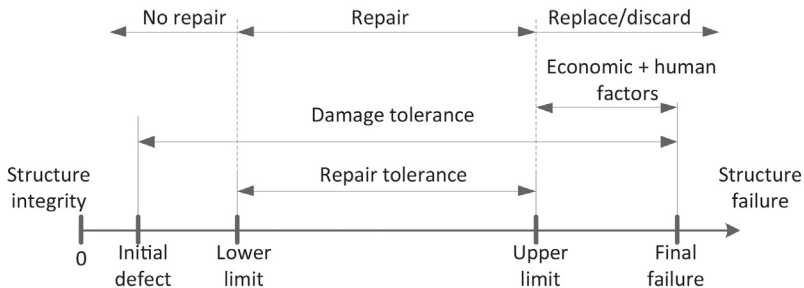 No repair
Repair
Replace/discard
Economic + human
factors
Damage tolerance
Repair tolerance
Structure
integrity
Structure
failure
0
Initial
defect
Lower
limit
Upper
limit
Final
failure